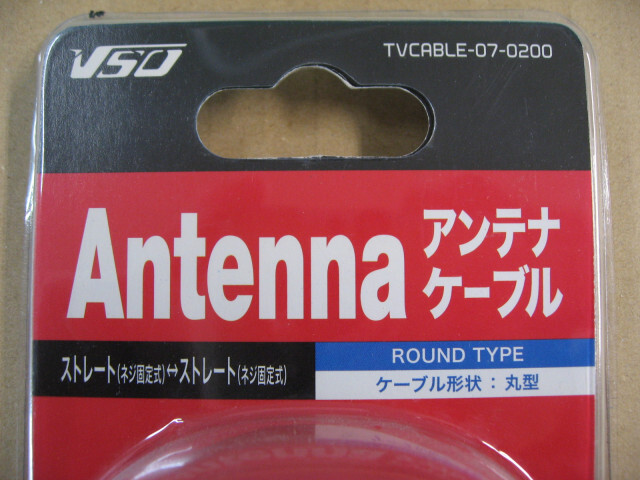 VSO
TVCABLE-07-0200
Antenna
アンテナ
ケーブル
ストレート(ネジ固定式)↔ストレート(ネジ固定式)
ROUND TYPE
ケーブル形状：丸型